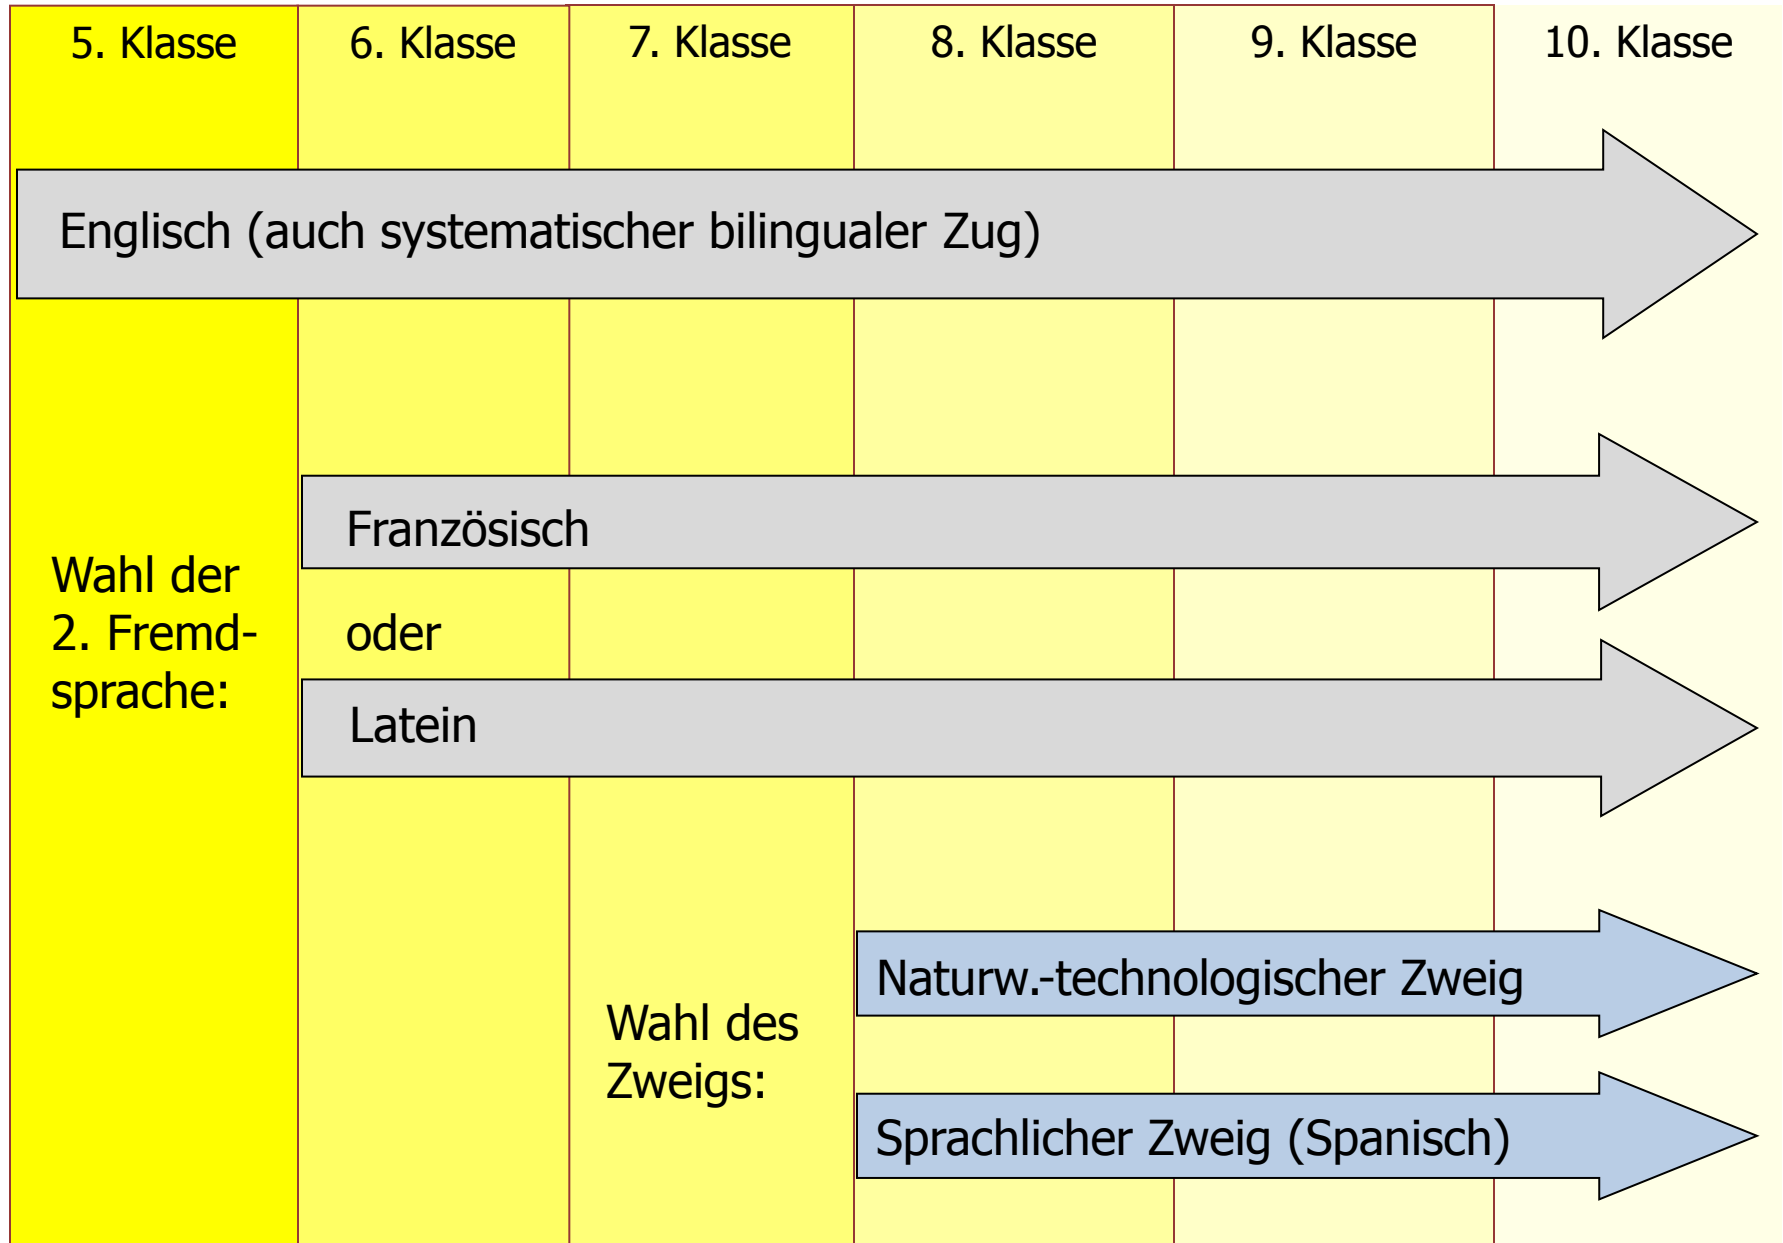 5. Klasse
6. Klasse
7. Klasse
8. Klasse
9. Klasse
10. Klasse
Englisch (auch systematischer bilingualer Zug)
Wahl der
2. Fremd-
sprache:
Französisch
oder
Latein
Wahl des
Zweigs:
Naturw.-technologischer Zweig
Sprachlicher Zweig (Spanisch)